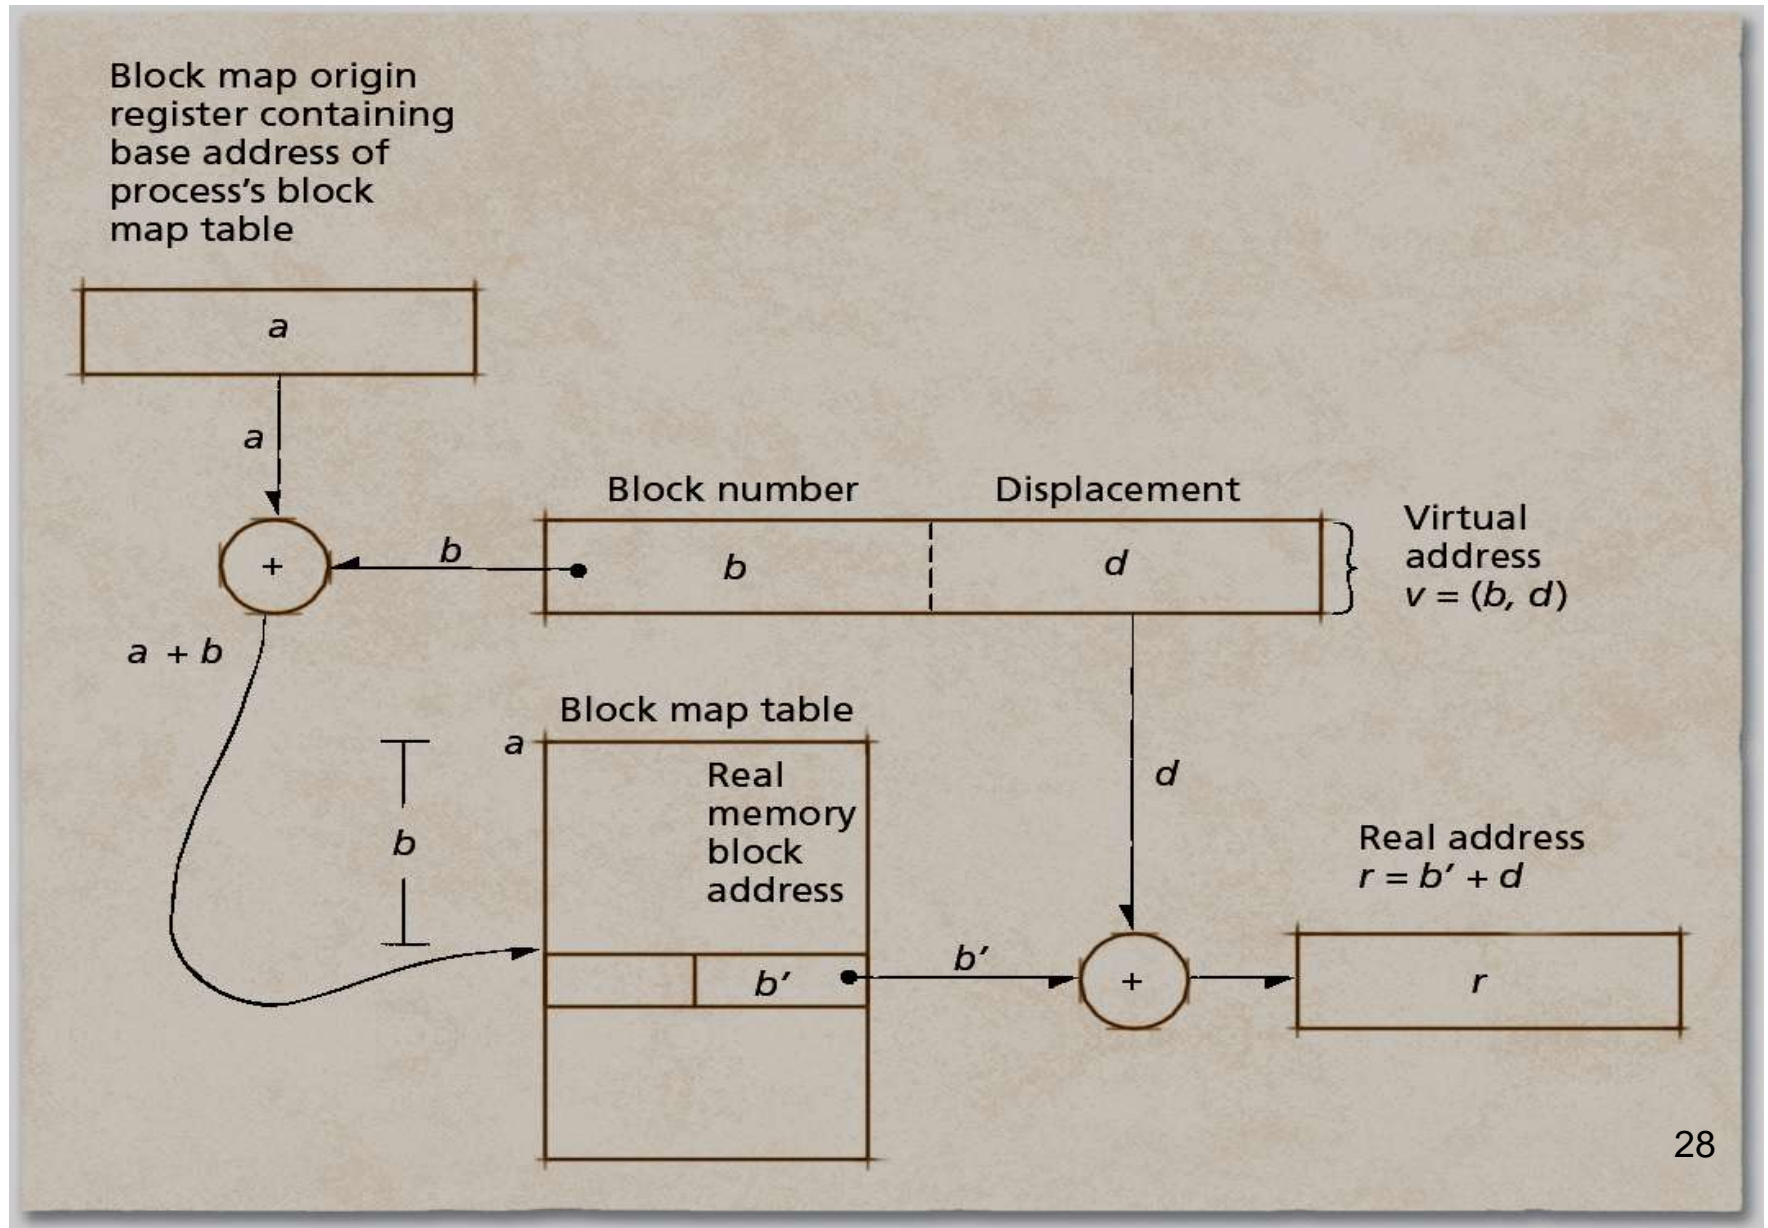 Block map origin
register containing
base address of
process’s block
map table
a
a
Block number
Displacement
b
+
b
d
Virtual
address
v = (b, d)
a + b
Block map table
a
Real
memory
block
address
b
d
Real address
r = b′ + d
b′
b′
+
r
28